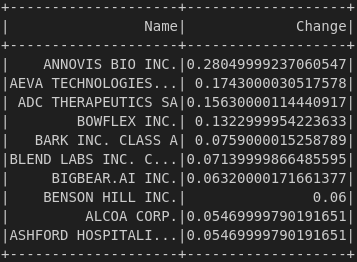 +--------------------+-------------------+
|                Name|             Change|
+--------------------+-------------------+
|    ANNOVIS BIO INC.|0.28049999237060547|
|AEVA TECHNOLOGIES...| 0.1743000030517578|
| ADC THERAPEUTICS SA|0.15630000114440917|
|        BOWFLEX INC.| 0.1322999954223633|
|   BARK INC. CLASS A| 0.0759000015258789|
|BLEND LABS INC. C...|0.07139999866485595|
|     BIGBEAR.AI INC.|0.06320000171661377|
|    BENSON HILL INC.|               0.06|
|         ALCOA CORP.|0.05469999790191651|
|ASHFORD HOSPITALI...|0.05469999790191651|
+--------------------+-------------------+